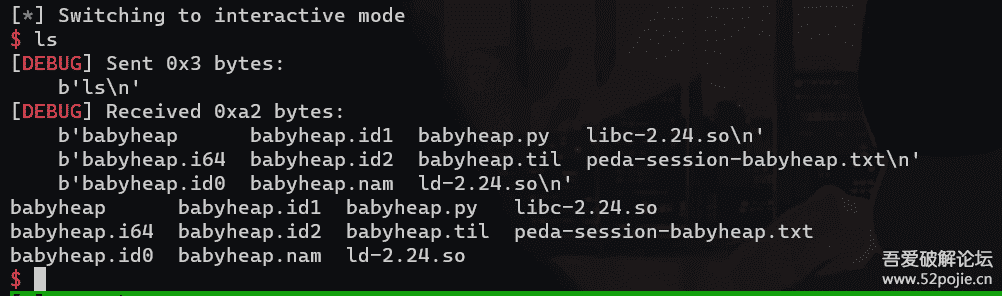 [*] Switching to interactive mode
$ ls
[DEBUG] Sent 0x3 bytes:
    b'ls\n'
[DEBUG] Received 0xa2 bytes:
    b'babyheap      babyheap.id1  babyheap.py   libc-2.24.so\n'
    b'babyheap.i64  babyheap.id2  babyheap.til  peda-session-babyheap.txt\n'
    b'babyheap.id0  babyheap.nam  ld-2.24.so\n'
babyheap      babyheap.id1  babyheap.py   libc-2.24.so
babyheap.i64  babyheap.id2  babyheap.til  peda-session-babyheap.txt
babyheap.id0  babyheap.nam  ld-2.24.so
$
吾爱破解论坛
www.52pojie.cn